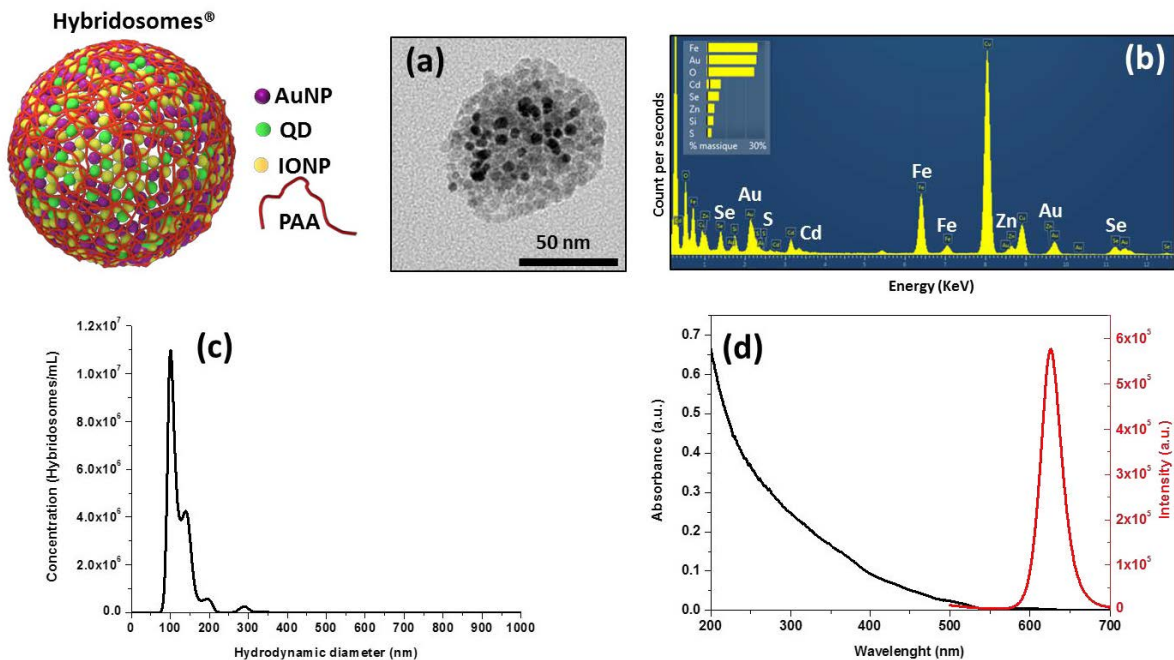 Hybridosomes®
AuNP
QD
IONP
PAA
(a)
50 nm
(b)
Count per seconds
Fe
Au
O
Cd
Se
Zn
Si
S
% massique 30%
Se
Au
S
Cd
Fe
Fe
Zn
Au
Se
Energy (KeV)
(c)
Concentration (Hybridosomes/mL)
1.2x10⁷
1.0x10⁷
8.0x10⁶
6.0x10⁶
4.0x10⁶
2.0x10⁶
0.0
0 100 200 300 400 500 600 700 800 900 1000
Hydrodynamic diameter (nm)
(d)
Absorbance (a.u.)
0.7
0.6
0.5
0.4
0.3
0.2
0.1
0.0
200 300 400 500 600 700
Wavelenght (nm)
6x10⁵
5x10⁵
4x10⁵
3x10⁵
2x10⁵
1x10⁵
0
Intensity (a.u.)